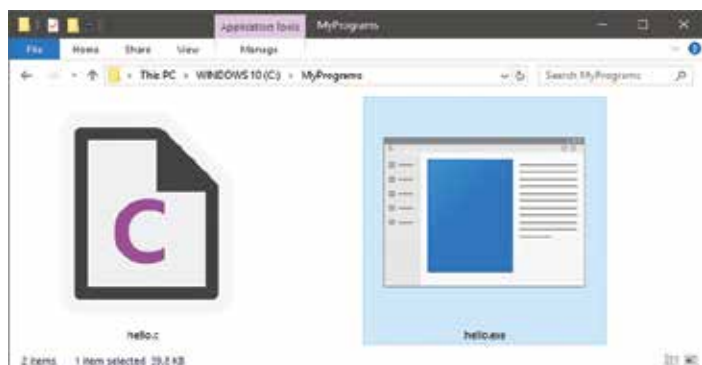 Application Tools MyPrograms
File Home Share View Manage
This PC WINDOWS 10 (C:) MyPrograms Search MyPrograms
C
hello.c hello.exe
2 items 1 item selected 39.8 KB